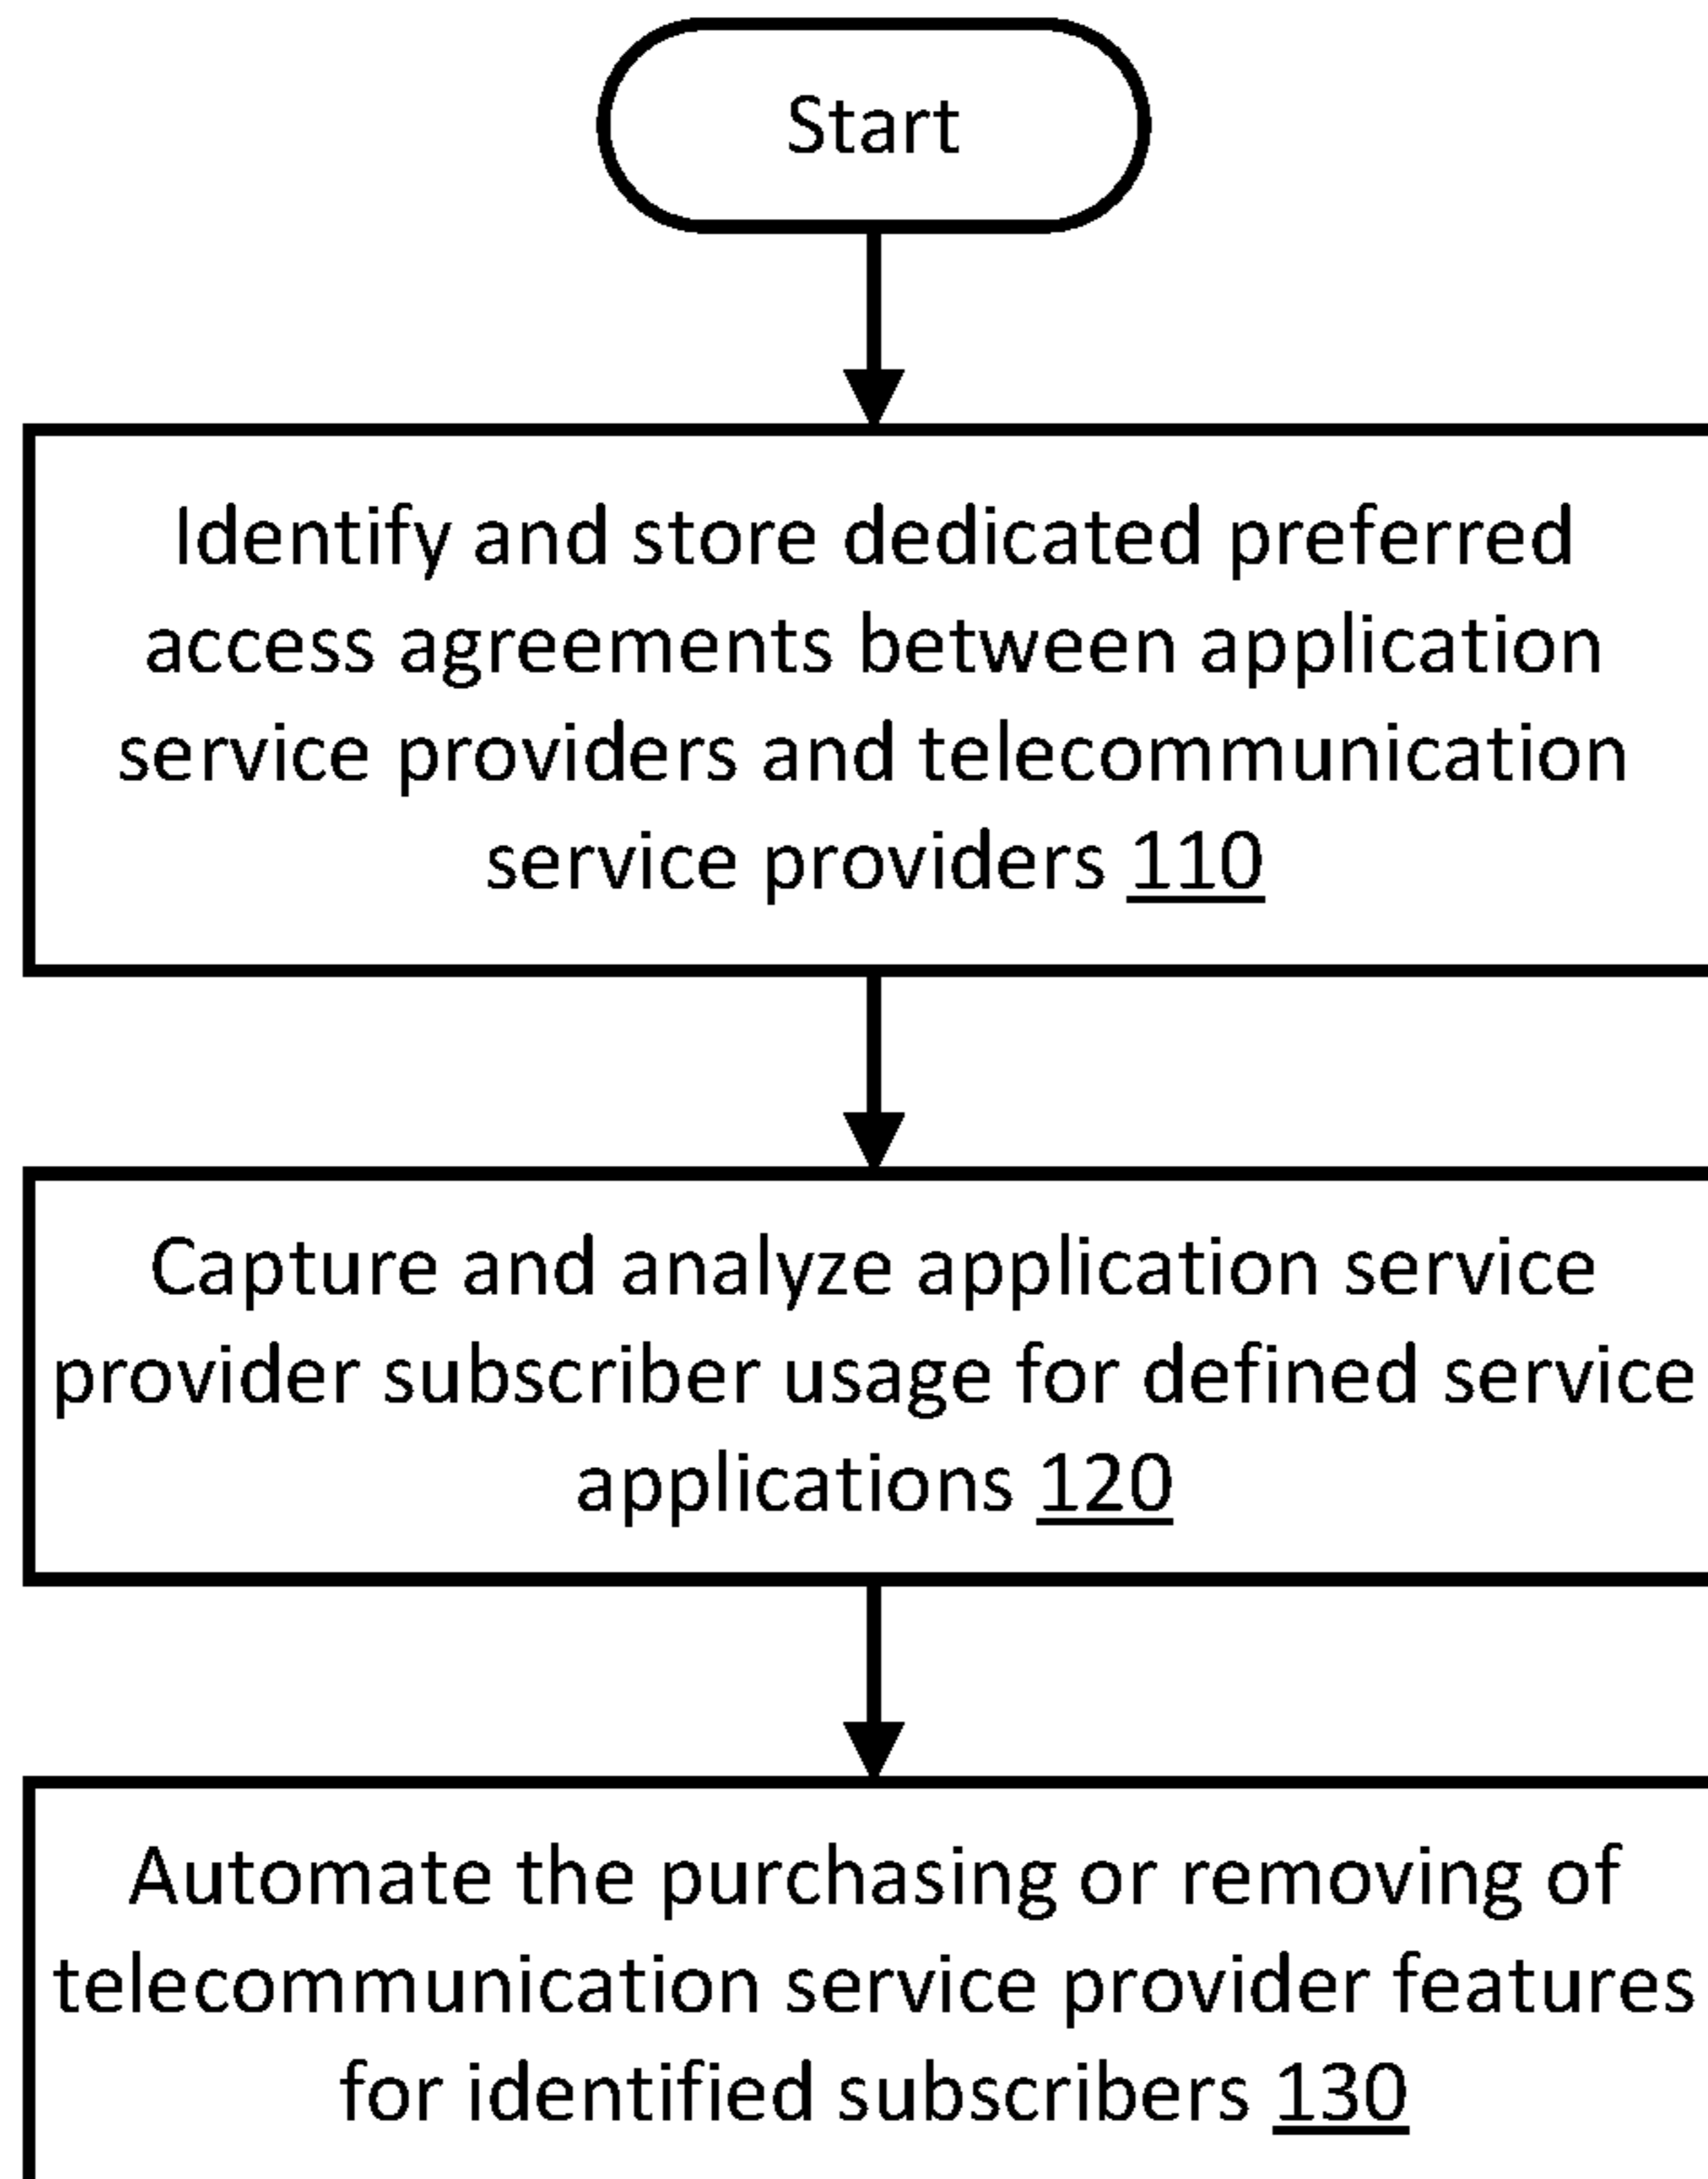 Start
Identify and store dedicated preferred
access agreements between application
service providers and telecommunication
service providers 110
Capture and analyze application service
provider subscriber usage for defined service
applications 120
Automate the purchasing or removing of
telecommunication service provider features
for identified subscribers 130